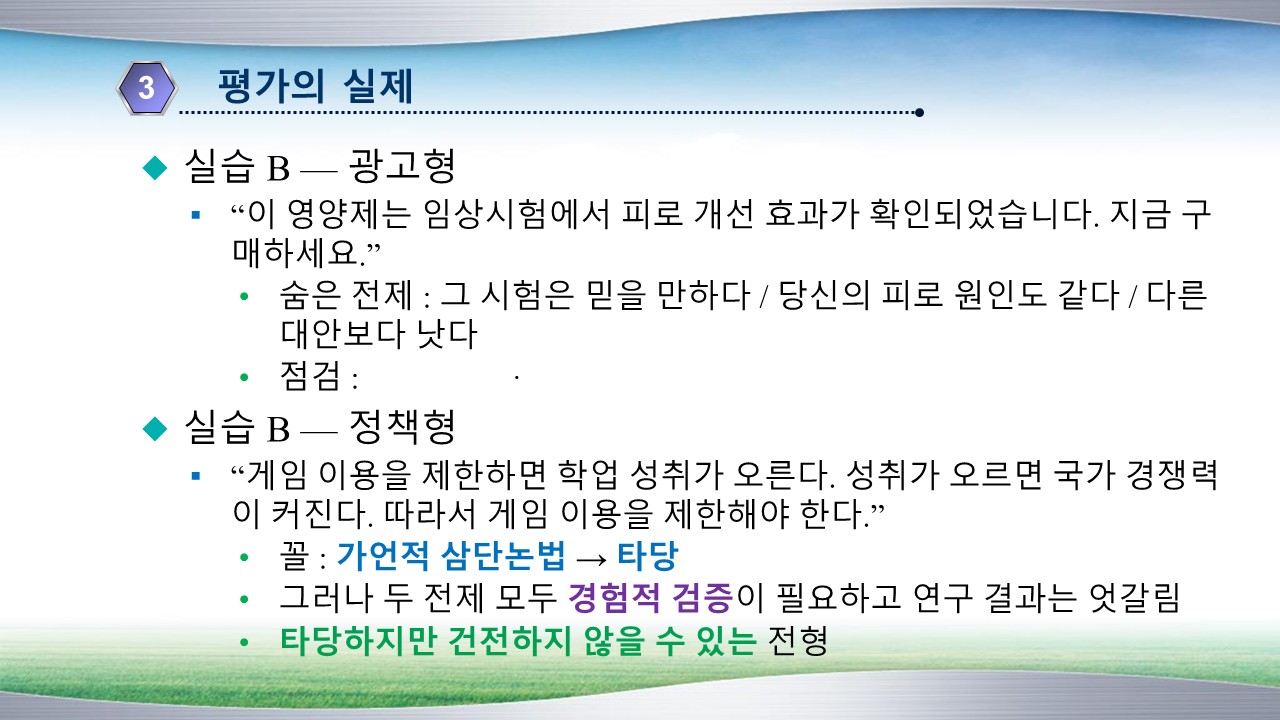 3 평가의 실제
◆ 실습 B — 광고형
▪ “이 영양제는 임상시험에서 피로 개선 효과가 확인되었습니다. 지금 구
매하세요.”
• 숨은 전제 : 그 시험은 믿을 만하다 / 당신의 피로 원인도 같다 / 다른
대안보다 낫다
• 점검 : .
◆ 실습 B — 정책형
▪ “게임 이용을 제한하면 학업 성취가 오른다. 성취가 오르면 국가 경쟁력
이 커진다. 따라서 게임 이용을 제한해야 한다.”
• 꼴 : 가언적 삼단논법 → 타당
• 그러나 두 전제 모두 경험적 검증이 필요하고 연구 결과는 엇갈림
• 타당하지만 건전하지 않을 수 있는 전형